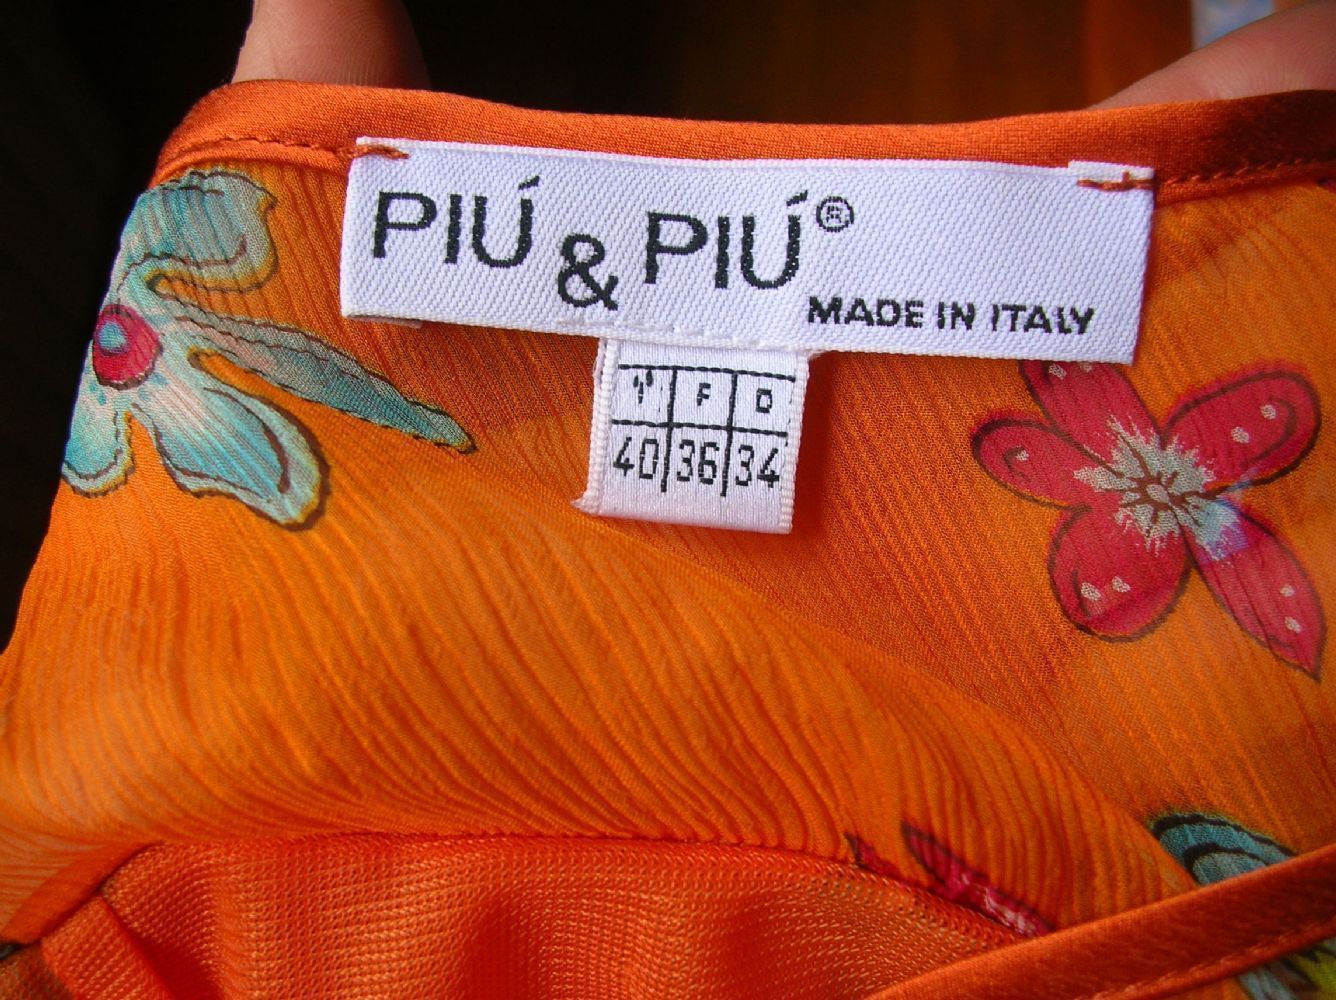 PIÚ & PIÚ®
MADE IN ITALY
F D
40 36 34